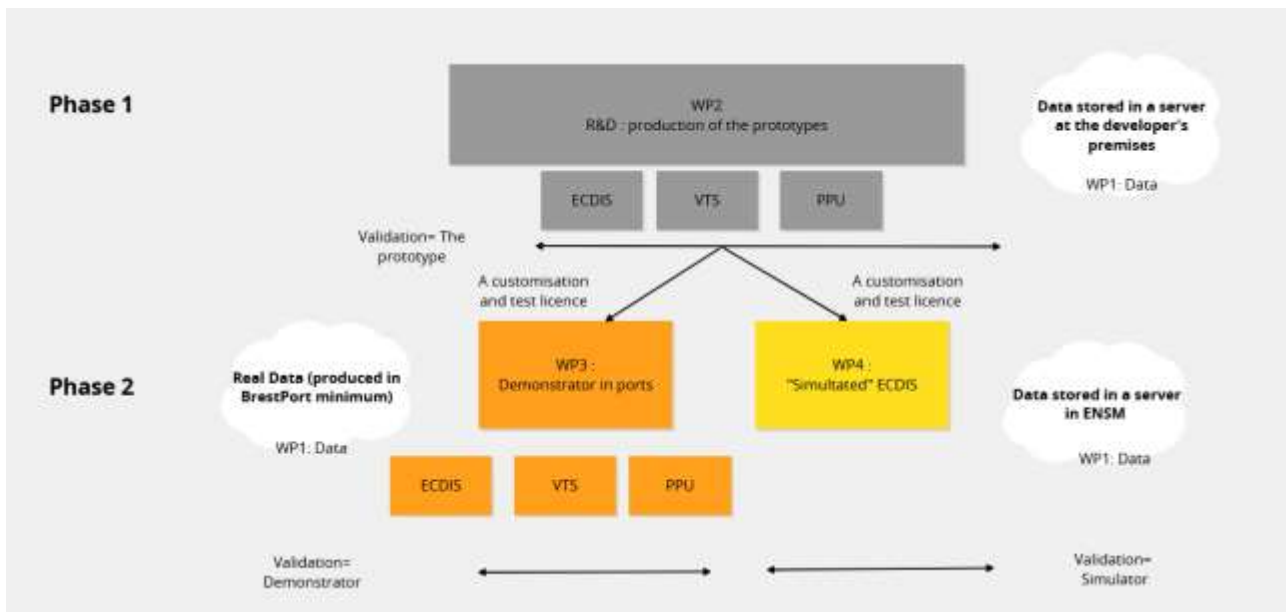 Phase 1
WP2
R&D : production of the prototypes
Data stored in a server
at the developer's
premises
WP1: Data
ECDIS
VTS
PPU
Validation= The
prototype
A customisation
and test licence
A customisation
and test licence
Phase 2
Real Data (produced in
BrestPort minimum)
WP1: Data
WP3 :
Demonstrator in ports
WP4 :
"Simultated" ECDIS
Data stored in a server
in ENSM
WP1: Data
ECDIS
VTS
PPU
Validation=
Demonstrator
Validation=
Simulator